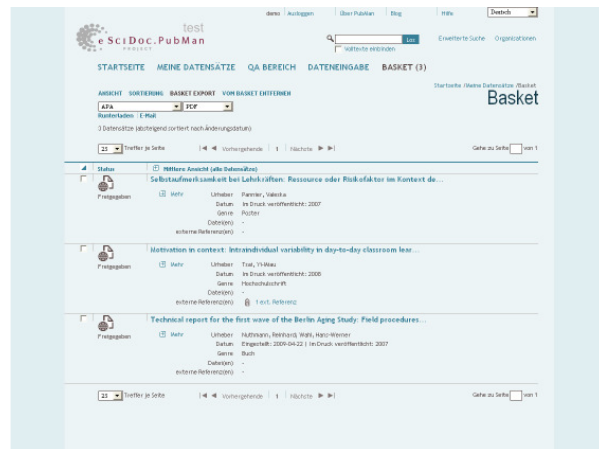 demo Ausloggen Über PubMan Blog Hilfe Deutsch
test
eSciDoc.PubMan
PROJECT
Los
Volltexte einbinden
Erweiterte Suche Organisationen
STARTSEITE MEINE DATENSÄTZE QA BEREICH DATENEINGABE BASKET (3)
Startseite /Meine Datensätze /Basket
Basket
ANSICHT SORTIERUNG BASKET EXPORT VOM BASKET ENTFERNEN
APA PDF
Runterladen E-Mail
3 Datensätze (absteigend sortiert nach Änderungsdatum)
25 Treffer je Seite Vorhergehende 1 Nächste Gehe zu Seite von 1
Status Mittlere Ansicht (alle Datensätze)
Selbstaufmerksamkeit bei Lehrkräften: Ressource oder Risikofaktor im Kontext de...
Freigegeben Mehr Urheber Pannier, Valeska
Datum Im Druck veröffentlicht: 2007
Genre Poster
Datei(en) -
externe Referenz(en) -
Motivation in context: Intraindividual variability in day-to-day classroom lear...
Freigegeben Mehr Urheber Tsai, Yi-Miau
Datum Im Druck veröffentlicht: 2008
Genre Hochschulschrift
Datei(en) -
externe Referenz(en) 1 ext. Referenz
Technical report for the first wave of the Berlin Aging Study: Field procedures...
Freigegeben Mehr Urheber Nuthmann, Reinhard; Wahl, Hans-Werner
Datum Eingestellt: 2009-04-22 | Im Druck veröffentlicht: 2007
Genre Buch
Datei(en) -
externe Referenz(en) -
25 Treffer je Seite Vorhergehende 1 Nächste Gehe zu Seite von 1